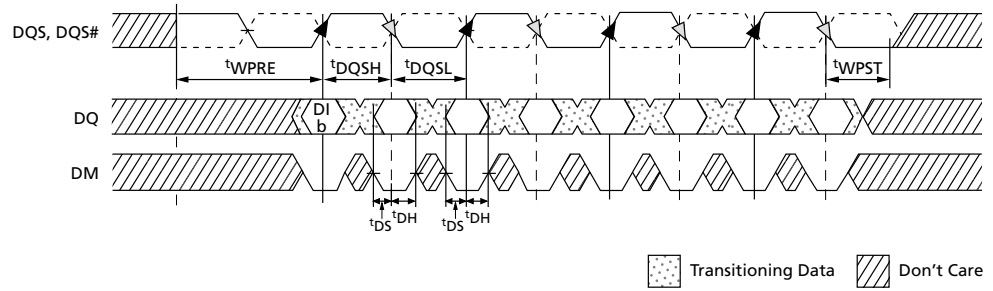 DQS, DQS#
tWPRE
tDQSH
tDQSL
tWPST
DQ
DI
b
DM
tDS
tDH
tDS
tDH
Transitioning Data
Don't Care